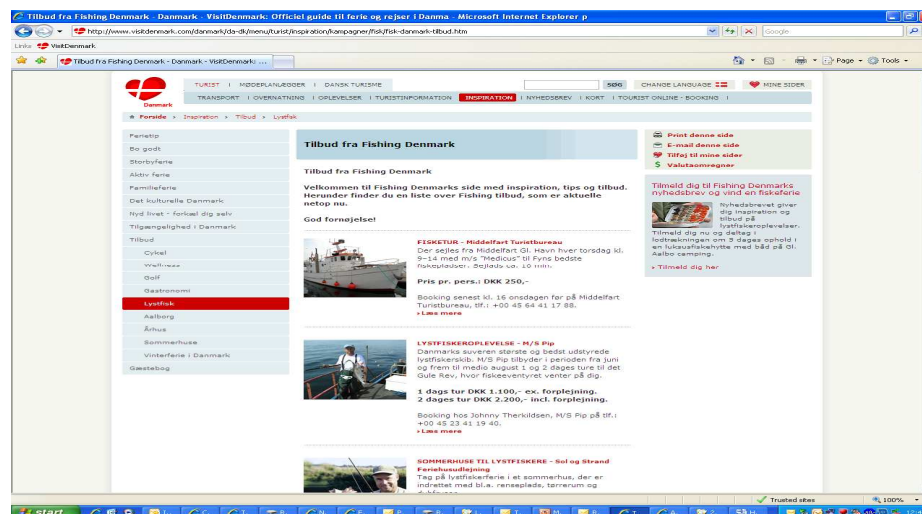 Tilbud fra Fishing Denmark - Danmark - VisitDenmark: Officiel guide til ferie og rejser i Danma - Microsoft Internet Explorer p
http://www.visitdenmark.com/danmark/da-dk/menu/turist/inspiration/kampagner/fisk/fisk-danmark-tilbud.htm
Google
Links VisitDenmark
Tilbud fra Fishing Denmark - Danmark - VisitDenmark: ...
Page Tools
TURIST | MØDEPLANLÆGGER | DANSK TURISME
SØG
CHANGE LANGUAGE
MINE SIDER
Danmark
TRANSPORT | OVERNATNING | OPLEVELSER | TURISTINFORMATION INSPIRATION | NYHEDSBREV | KORT | TOURIST ONLINE - BOOKING |
Forside > Inspiration > Tilbud > Lystfisk
Ferietip
Bo godt
Storbyferie
Aktiv ferie
Familieferie
Det kulturelle Danmark
Nyd livet - forkæl dig selv
Tilgængelighed i Danmark
Tilbud
Cykel
Wellness
Golf
Gastronomi
Lystfisk
Aalborg
Århus
Sommerhuse
Vinterferie i Danmark
Gæstebog
Tilbud fra Fishing Denmark
Tilbud fra Fishing Denmark
Velkommen til Fishing Denmarks side med inspiration, tips og tilbud.
Herunder finder du en liste over Fishing tilbud, som er aktuelle
netop nu.
God fornøjelse!
FISKETUR - Middelfart Turistbureau
Der sejles fra Middelfart Gl. Havn hver torsdag kl.
9-14 med m/s "Medicus" til Fyns bedste
fiskepladser. Sejlads ca. 10 min.
Pris pr. pers.: DKK 250,-
Booking senest kl. 16 onsdagen før på Middelfart
Turistbureau, tlf.: +00 45 64 41 17 88.
Læs mere
LYSTFISKEROPLEVELSE - M/S Pip
Danmarks suveren største og bedst udstyrede
lystfiskerskib. M/S Pip tilbyder i perioden fra juni
og frem til medio august 1 og 2 dages ture til det
Gule Rev, hvor fiskeeventyret venter på dig.
1 dags tur DKK 1.100,- ex. forplejning.
2 dages tur DKK 2.200,- incl. forplejning.
Booking hos Johnny Therkildsen, M/S Pip på tlf.:
+00 45 23 41 19 40.
Læs mere
SOMMERHUSE TIL LYSTFISKERE - Sol og Strand
Feriehusudlejning
Tag på lystfiskerferie i et sommerhus, der er
indrettet med bl.a. renseplads, tørrerum og
Print denne side
E-mail denne side
Tilføj til mine sider
Valutaomregner
Tilmeld dig til Fishing Denmarks
nyhedsbrev og vind en fiskeferie
Nyhedsbrevet giver
dig inspiration og
tilbud på
lystfiskeroplevelser.
Tilmeld dig nu og deltag i
lodtrækningen om 3 dages ophold i
en luksusfiskehytte med båd på Gl.
Aalbo camping.
Tilmeld dig her
Trusted sites
100%
start